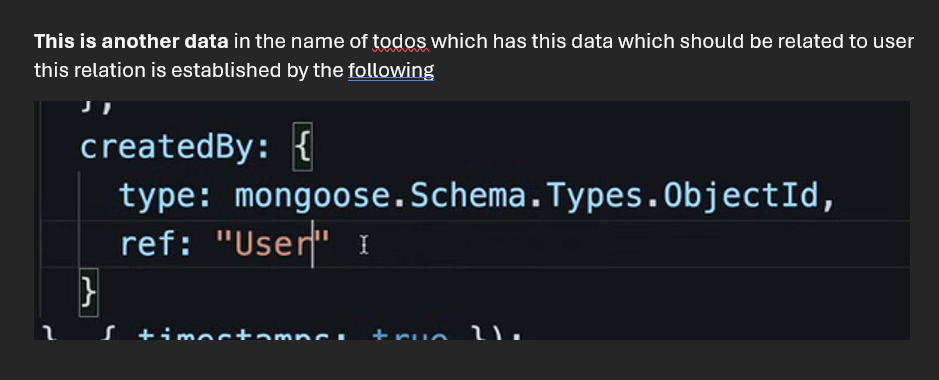 This is another data in the name of todos which has this data which should be related to user
this relation is established by the following
},
createdBy: {
type: mongoose.Schema.Types.ObjectId,
ref: "User"
}
}, { timestamps: true });